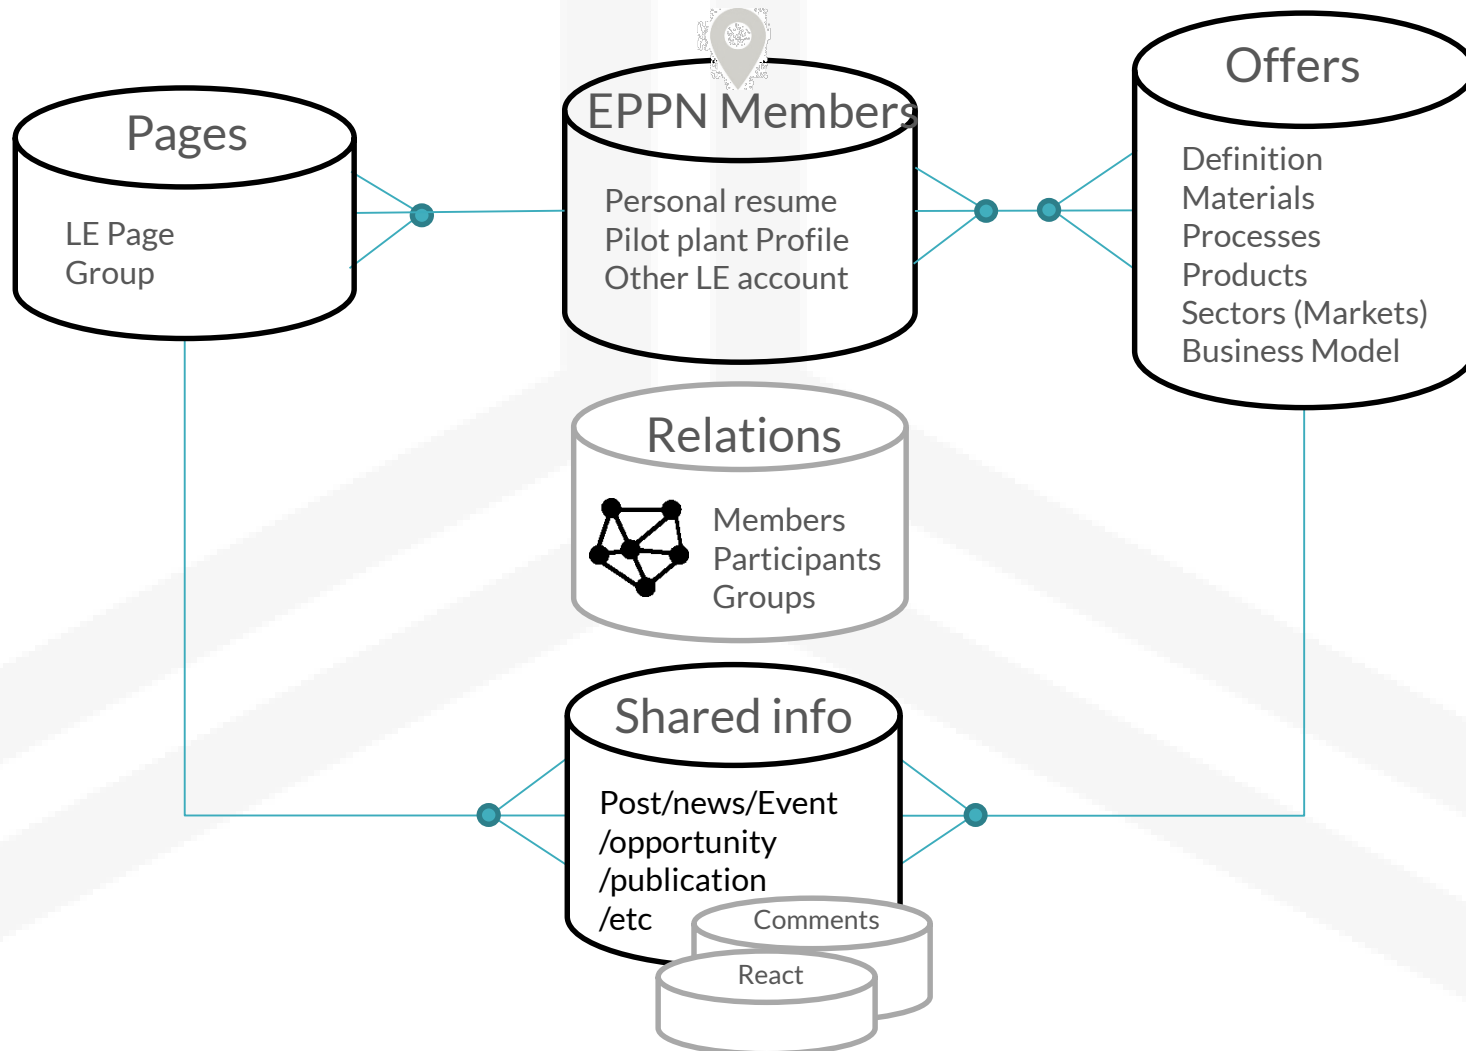 Pages
LE Page
Group
EPPN Members
Personal resume
Pilot plant Profile
Other LE account
Offers
Definition
Materials
Processes
Products
Sectors (Markets)
Business Model
Relations
Members
Participants
Groups
Shared info
Post/news/Event
/opportunity
/publication
/etc
Comments
React